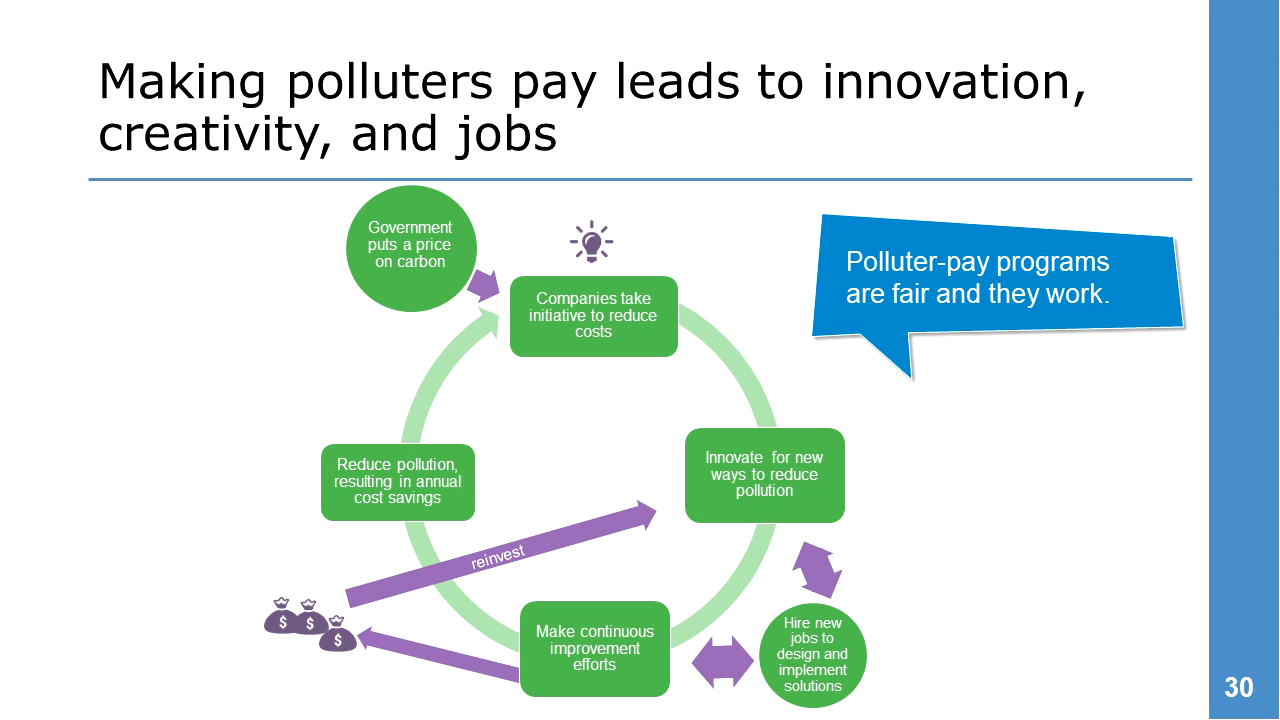 Making polluters pay leads to innovation,
creativity, and jobs
Government
puts a price
on carbon
Companies take
initiative to reduce
costs
Polluter-pay programs
are fair and they work.
Innovate for new
ways to reduce
pollution
Reduce pollution,
resulting in annual
cost savings
reinvest
$ $ $
Make continuous
improvement
efforts
Hire new
jobs to
design and
implement
solutions
30